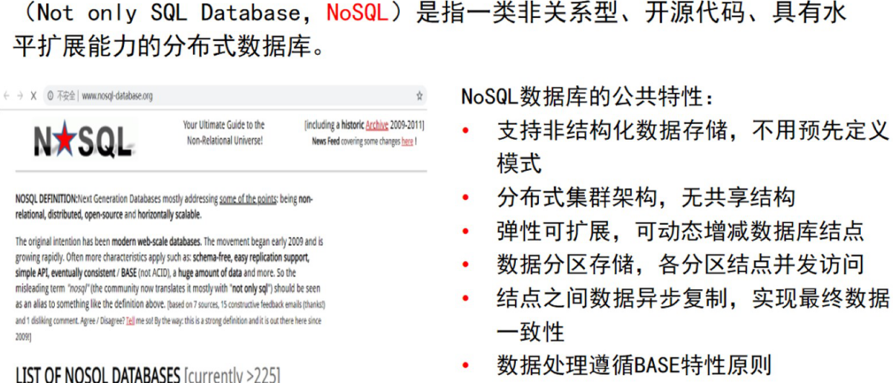 （Not only SQL Database，NoSQL）是指一类非关系型、开源代码、具有水
平扩展能力的分布式数据库。
不安全 | www.nosql-database.org
NOSQL
Your Ultimate Guide to the
Non-Relational Universe!
[including a historic Archive 2009-2011]
News Feed covering some changes here !
NOSQL DEFINITION:Next Generation Databases mostly addressing some of the points: being non-
relational, distributed, open-source and horizontally scalable.
The original intention has been modern web-scale databases. The movement began early 2009 and is
growing rapidly. Often more characteristics apply such as: schema-free, easy replication support,
simple API, eventually consistent / BASE (not ACID), a huge amount of data and more. So the
misleading term "nosql" (the community now translates it mostly with "not only sql") should be seen
as an alias to something like the definition above. [based on 7 sources, 15 constructive feedback emails (thanks!)
and 1 disliking comment. Agree / Disagree? Tell me so! By the way: this is a strong definition and it is out there here since
2009!]
LIST OF NOSQL DATABASES [currently >225]
NoSQL数据库的公共特性：
• 支持非结构化数据存储，不用预先定义
模式
• 分布式集群架构，无共享结构
• 弹性可扩展，可动态增减数据库结点
• 数据分区存储，各分区结点并发访问
• 结点之间数据异步复制，实现最终数据
一致性
• 数据处理遵循BASE特性原则